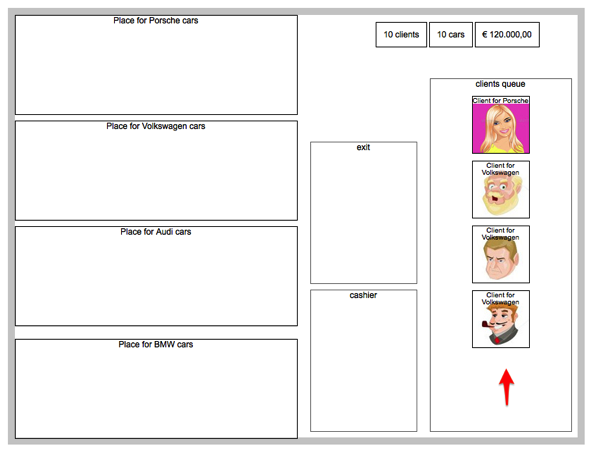 Place for Porsche cars
10 clients
10 cars
€ 120.000,00
Place for Volkswagen cars
Place for Audi cars
Place for BMW cars
exit
cashier
clients queue
Client for Porsche
Client for
Volkswagen
Client for
Volkswagen
Client for
Volkswagen